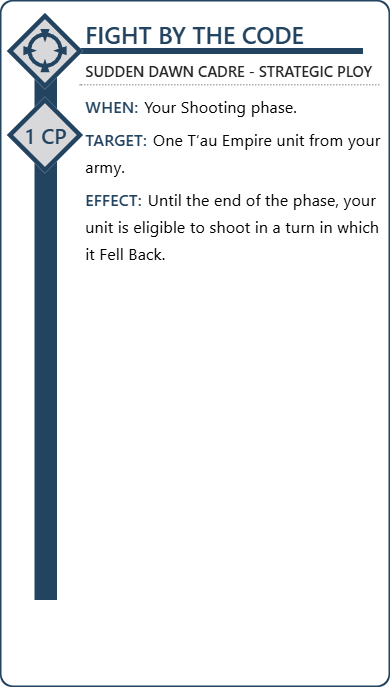 FIGHT BY THE CODE
SUDDEN DAWN CADRE - STRATEGIC PLOY
1 CP
WHEN: Your Shooting phase.
TARGET: One T’au Empire unit from your
army.
EFFECT: Until the end of the phase, your
unit is eligible to shoot in a turn in which
it Fell Back.